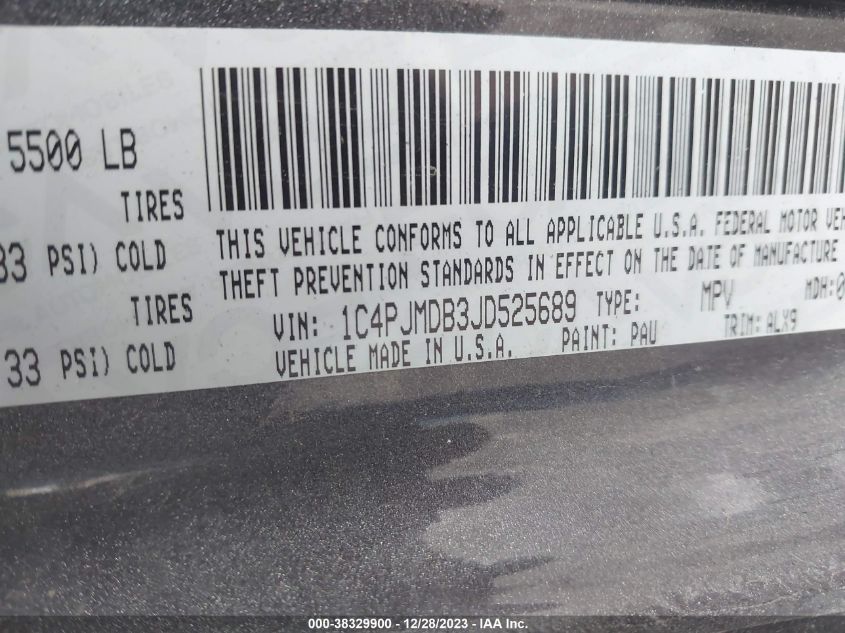 5500 LB
TIRES
33 PSI) COLD
TIRES
33 PSI) COLD
THIS VEHICLE CONFORMS TO ALL APPLICABLE U.S.A. FEDERAL MOTOR VEH
THEFT PREVENTION STANDARDS IN EFFECT ON THE DATE OF MANUFACTURE
VIN: 1C4PJMDB3JD525689 TYPE: MPV MDH:0
VEHICLE MADE IN U.S.A. PAINT: PAU TRIM: ALX9
000-38329900 - 12/28/2023 - IAA Inc.